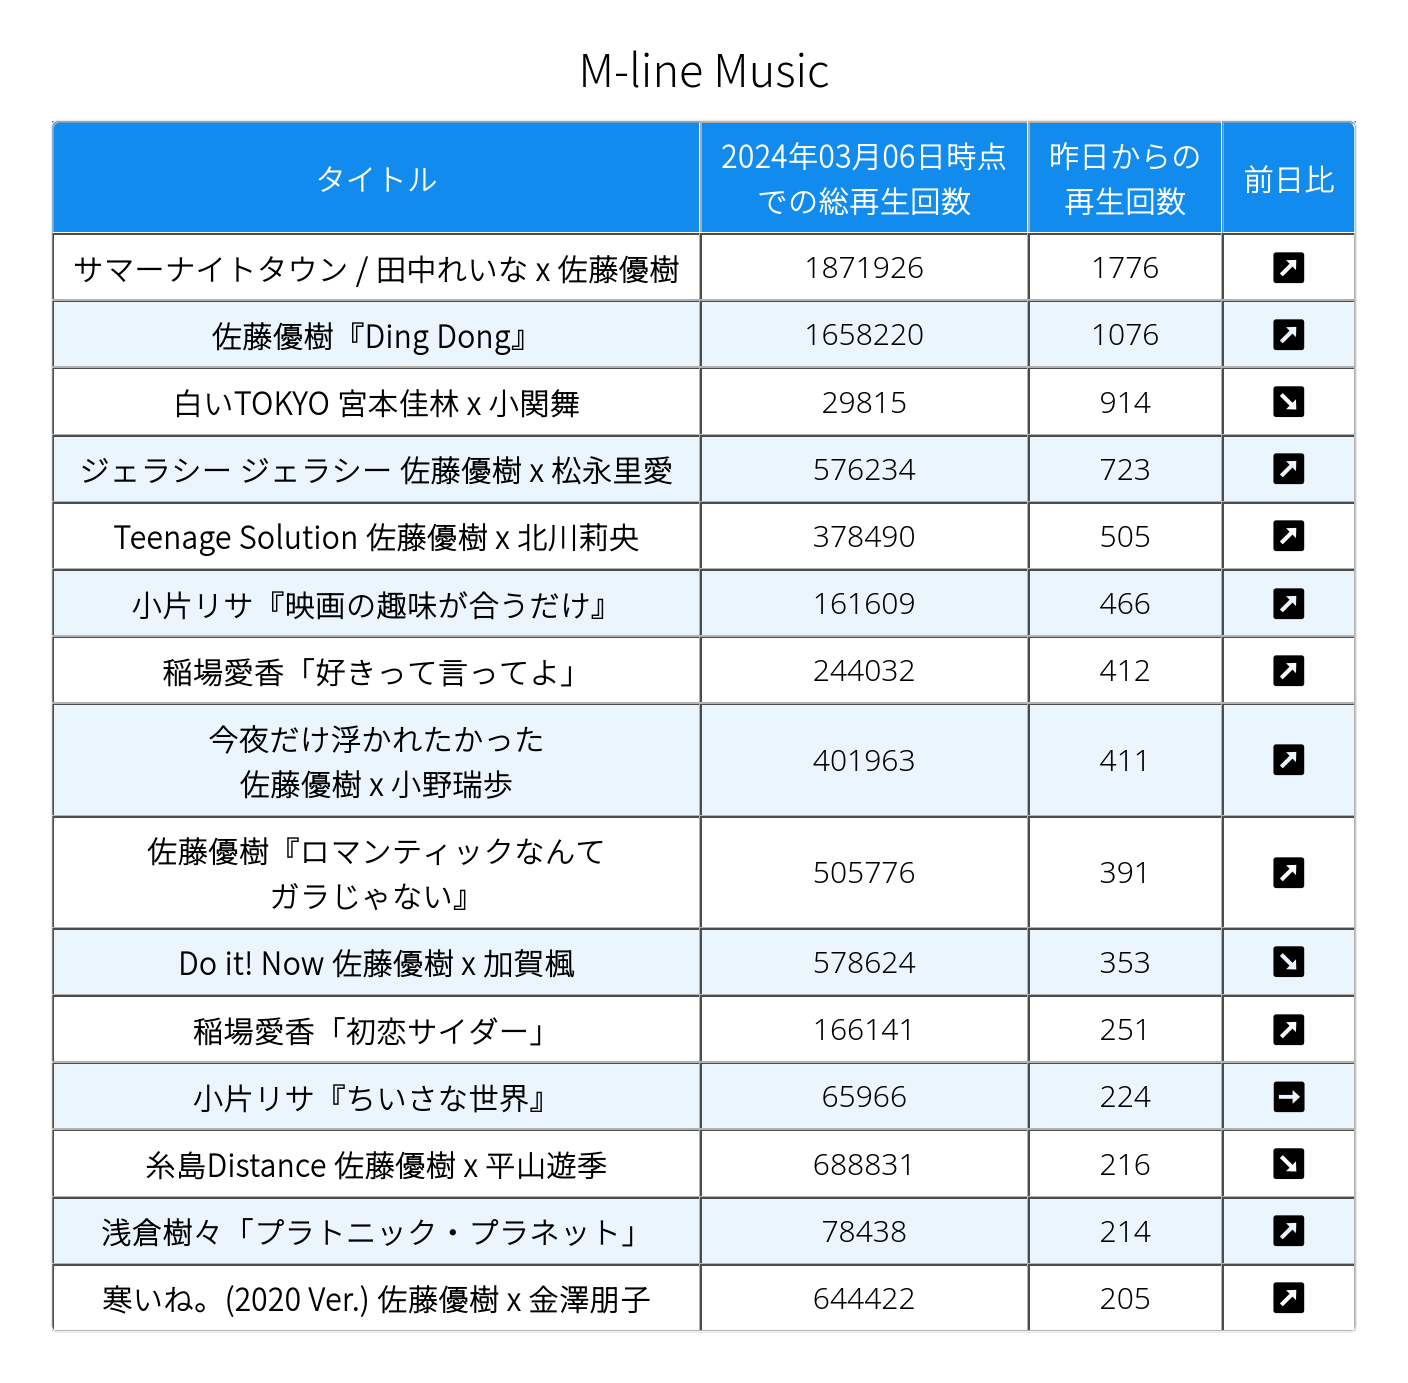 M-line Music
タイトル
2024年03月06日時点
での総再生回数
昨日からの
再生回数
前日比
サマーナイトタウン / 田中れいな x 佐藤優樹 1871926 1776
佐藤優樹『Ding Dong』 1658220 1076
白いTOKYO 宮本佳林 x 小関舞 29815 914
ジェラシー ジェラシー 佐藤優樹 x 松永里愛 576234 723
Teenage Solution 佐藤優樹 x 北川莉央 378490 505
小片リサ『映画の趣味が合うだけ』 161609 466
稲場愛香「好きって言ってよ」 244032 412
今夜だけ浮かれたかった
佐藤優樹 x 小野瑞歩
401963 411
佐藤優樹『ロマンティックなんて
ガラじゃない』
505776 391
Do it! Now 佐藤優樹 x 加賀楓 578624 353
稲場愛香「初恋サイダー」 166141 251
小片リサ『ちいさな世界』 65966 224
糸島Distance 佐藤優樹 x 平山遊季 688831 216
浅倉樹々「プラトニック・プラネット」 78438 214
寒いね。(2020 Ver.) 佐藤優樹 x 金澤朋子 644422 205